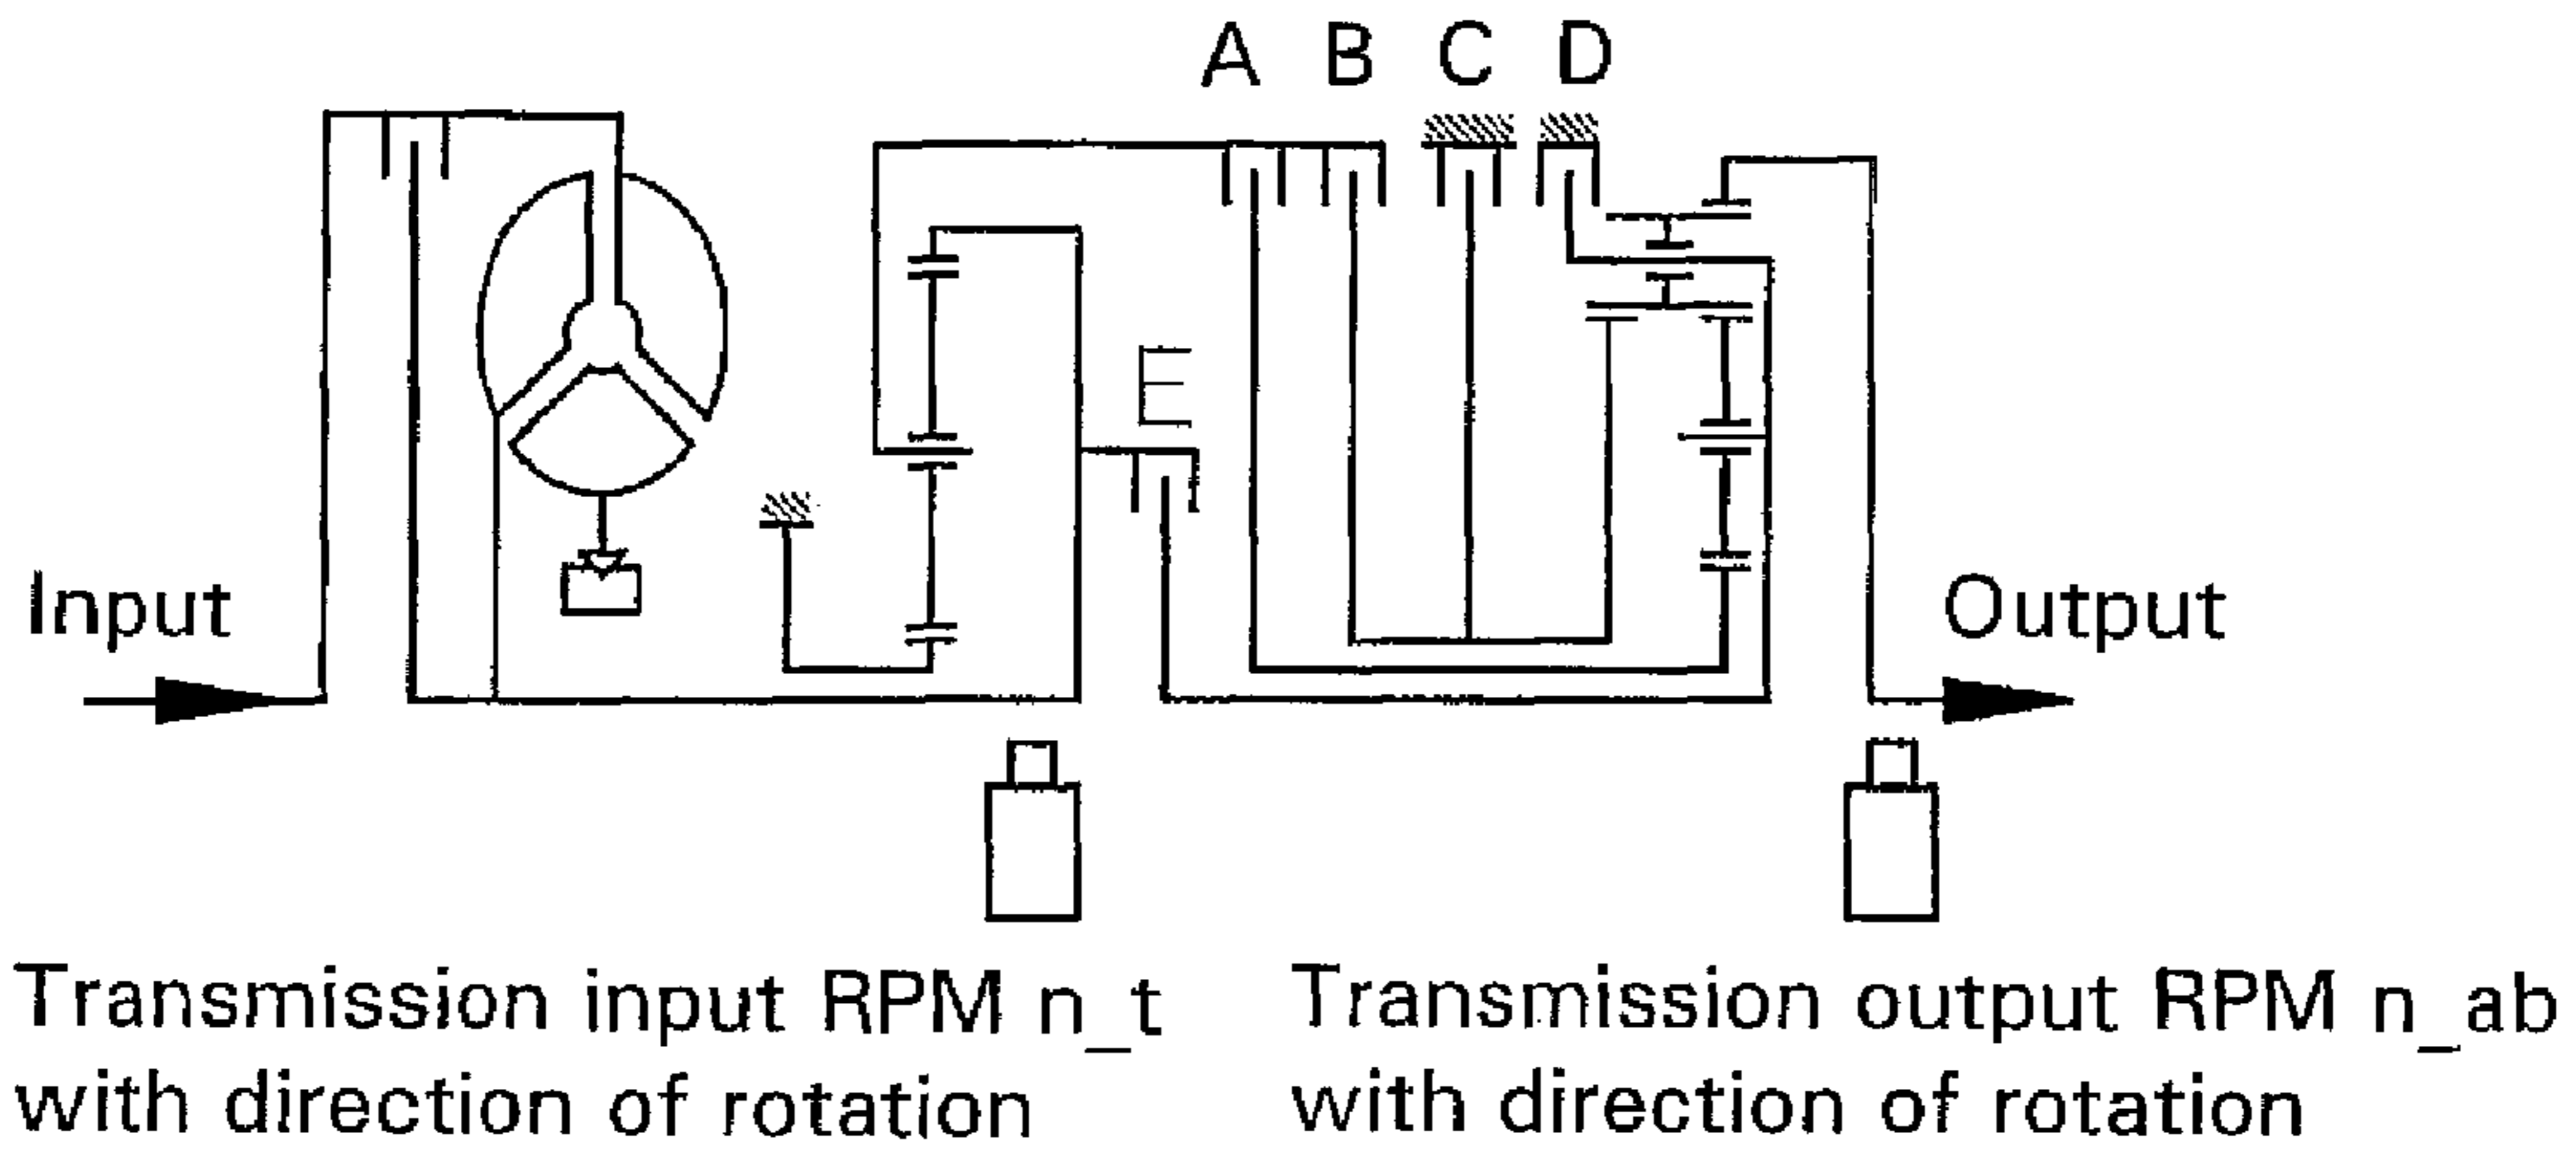 A B C D
E
Input
Output
Transmission input RPM n_t
with direction of rotation
Transmission output RPM n_ab
with direction of rotation